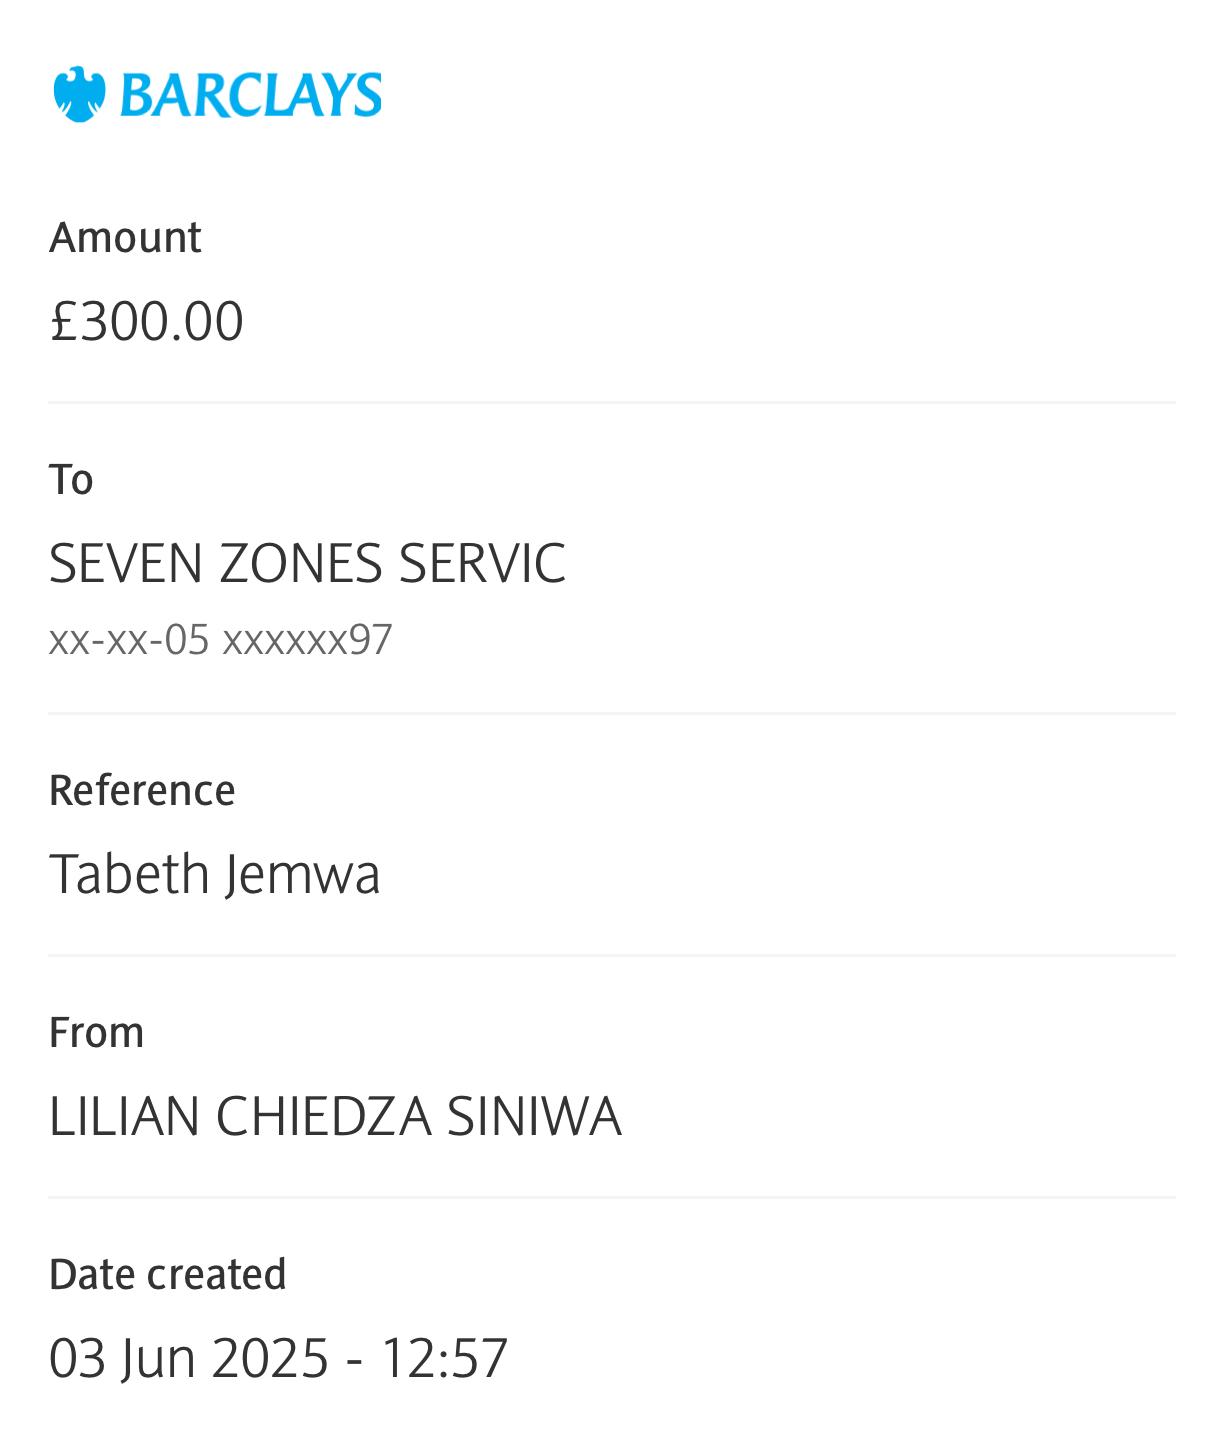 BARCLAYS
Amount
£300.00
To
SEVEN ZONES SERVIC
xx-xx-05 xxxxxx97
Reference
Tabeth Jemwa
From
LILIAN CHIEDZA SINIWA
Date created
03 Jun 2025 - 12:57